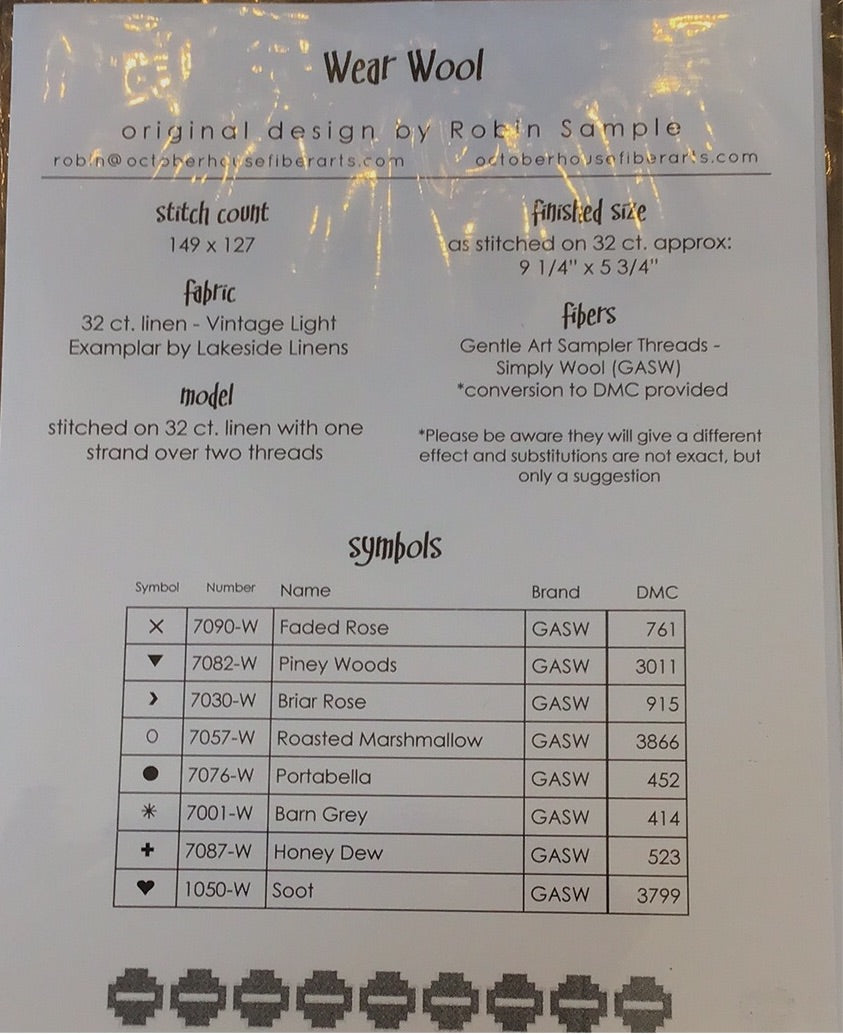 Wear Wool
original design by Robin Sample
robin@octoberhousefiberarts.com octoberhousefiberarts.com
stitch count
149 x 127
fabric
32 ct. linen - Vintage Light
Examplar by Lakeside Linens
model
stitched on 32 ct. linen with one
strand over two threads
finished size
as stitched on 32 ct. approx:
9 1/4" x 5 3/4"
fibers
Gentle Art Sampler Threads -
Simply Wool (GASW)
*conversion to DMC provided
*Please be aware they will give a different
effect and substitutions are not exact, but
only a suggestion
symbols
Symbol Number Name Brand DMC
✕ 7090-W Faded Rose GASW 761
▼ 7082-W Piney Woods GASW 3011
❯ 7030-W Briar Rose GASW 915
○ 7057-W Roasted Marshmallow GASW 3866
● 7076-W Portabella GASW 452
✳ 7001-W Barn Grey GASW 414
✚ 7087-W Honey Dew GASW 523
♥ 1050-W Soot GASW 3799